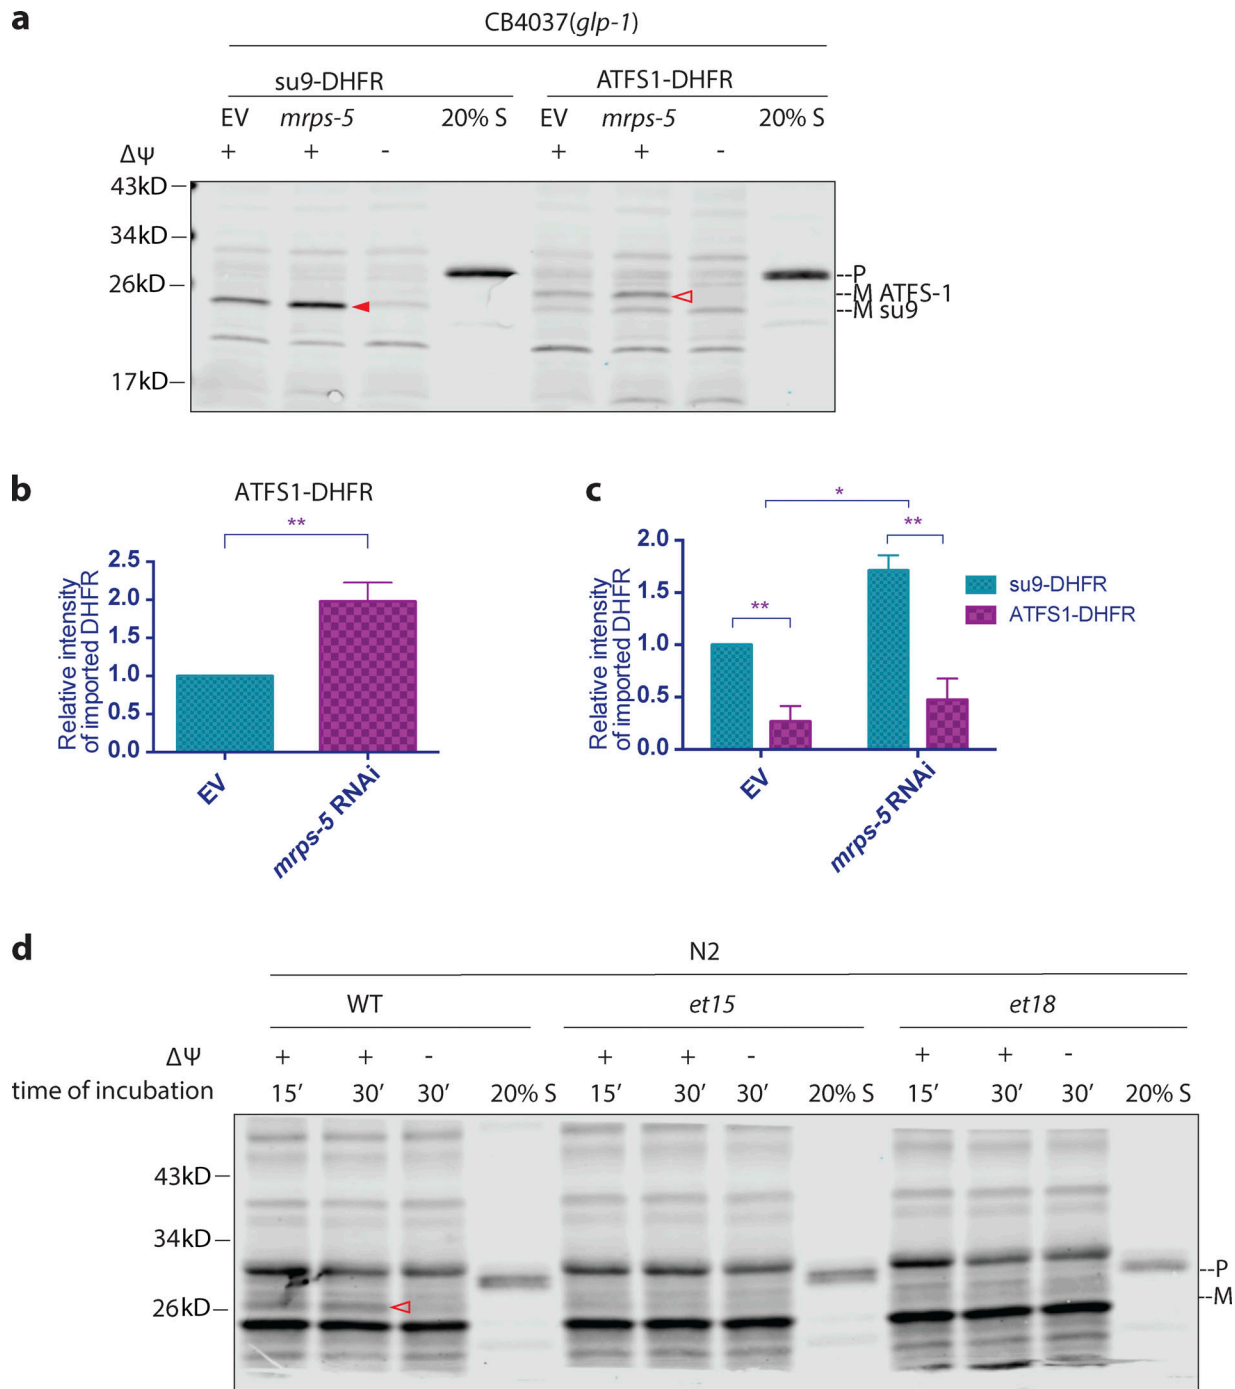 a
CB4037(glp-1)
su9-DHFR ATFS1-DHFR
EV mrps-5 20% S EV mrps-5 20% S
ΔΨ + + - + + -
43kD
34kD
26kD
17kD
--P
--M ATFS-1
--M su9
b
ATFS1-DHFR
**
Relative intensity
of imported DHFR
2.5
2.0
1.5
1.0
0.5
0.0
EV
mrps-5 RNAi
c
*
**
**
Relative intensity
of imported DHFR
2.0
1.5
1.0
0.5
0.0
EV
mrps-5 RNAi
su9-DHFR
ATFS1-DHFR
d
N2
WT et15 et18
ΔΨ + + - + + - + + -
time of incubation 15′ 30′ 30′ 20% S 15′ 30′ 30′ 20% S 15′ 30′ 30′ 20% S
43kD
34kD
26kD
--P
--M